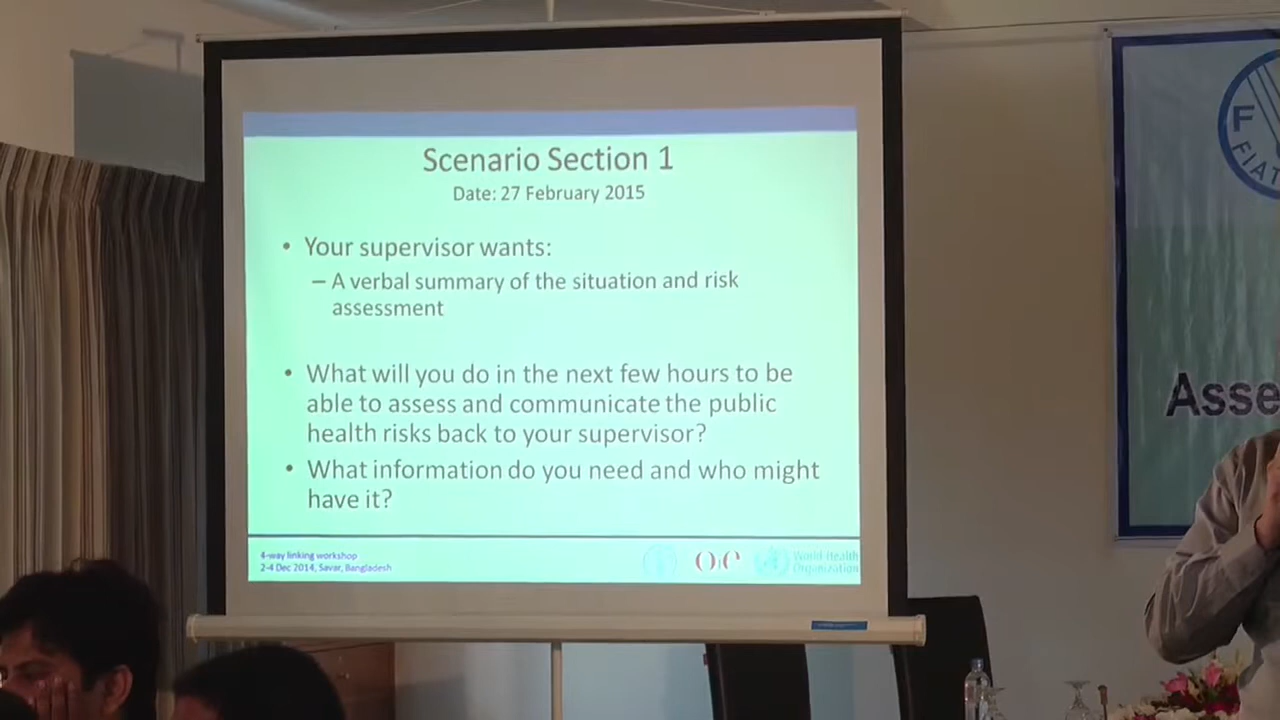 Scenario Section 1
Date: 27 February 2015
• Your supervisor wants:
– A verbal summary of the situation and risk
assessment
• What will you do in the next few hours to be
able to assess and communicate the public
health risks back to your supervisor?
• What information do you need and who might
have it?
4-way linking workshop
2-4 Dec 2014, Savar, Bangladesh
OIE
World Health
Organization
F
FIAT
Asse